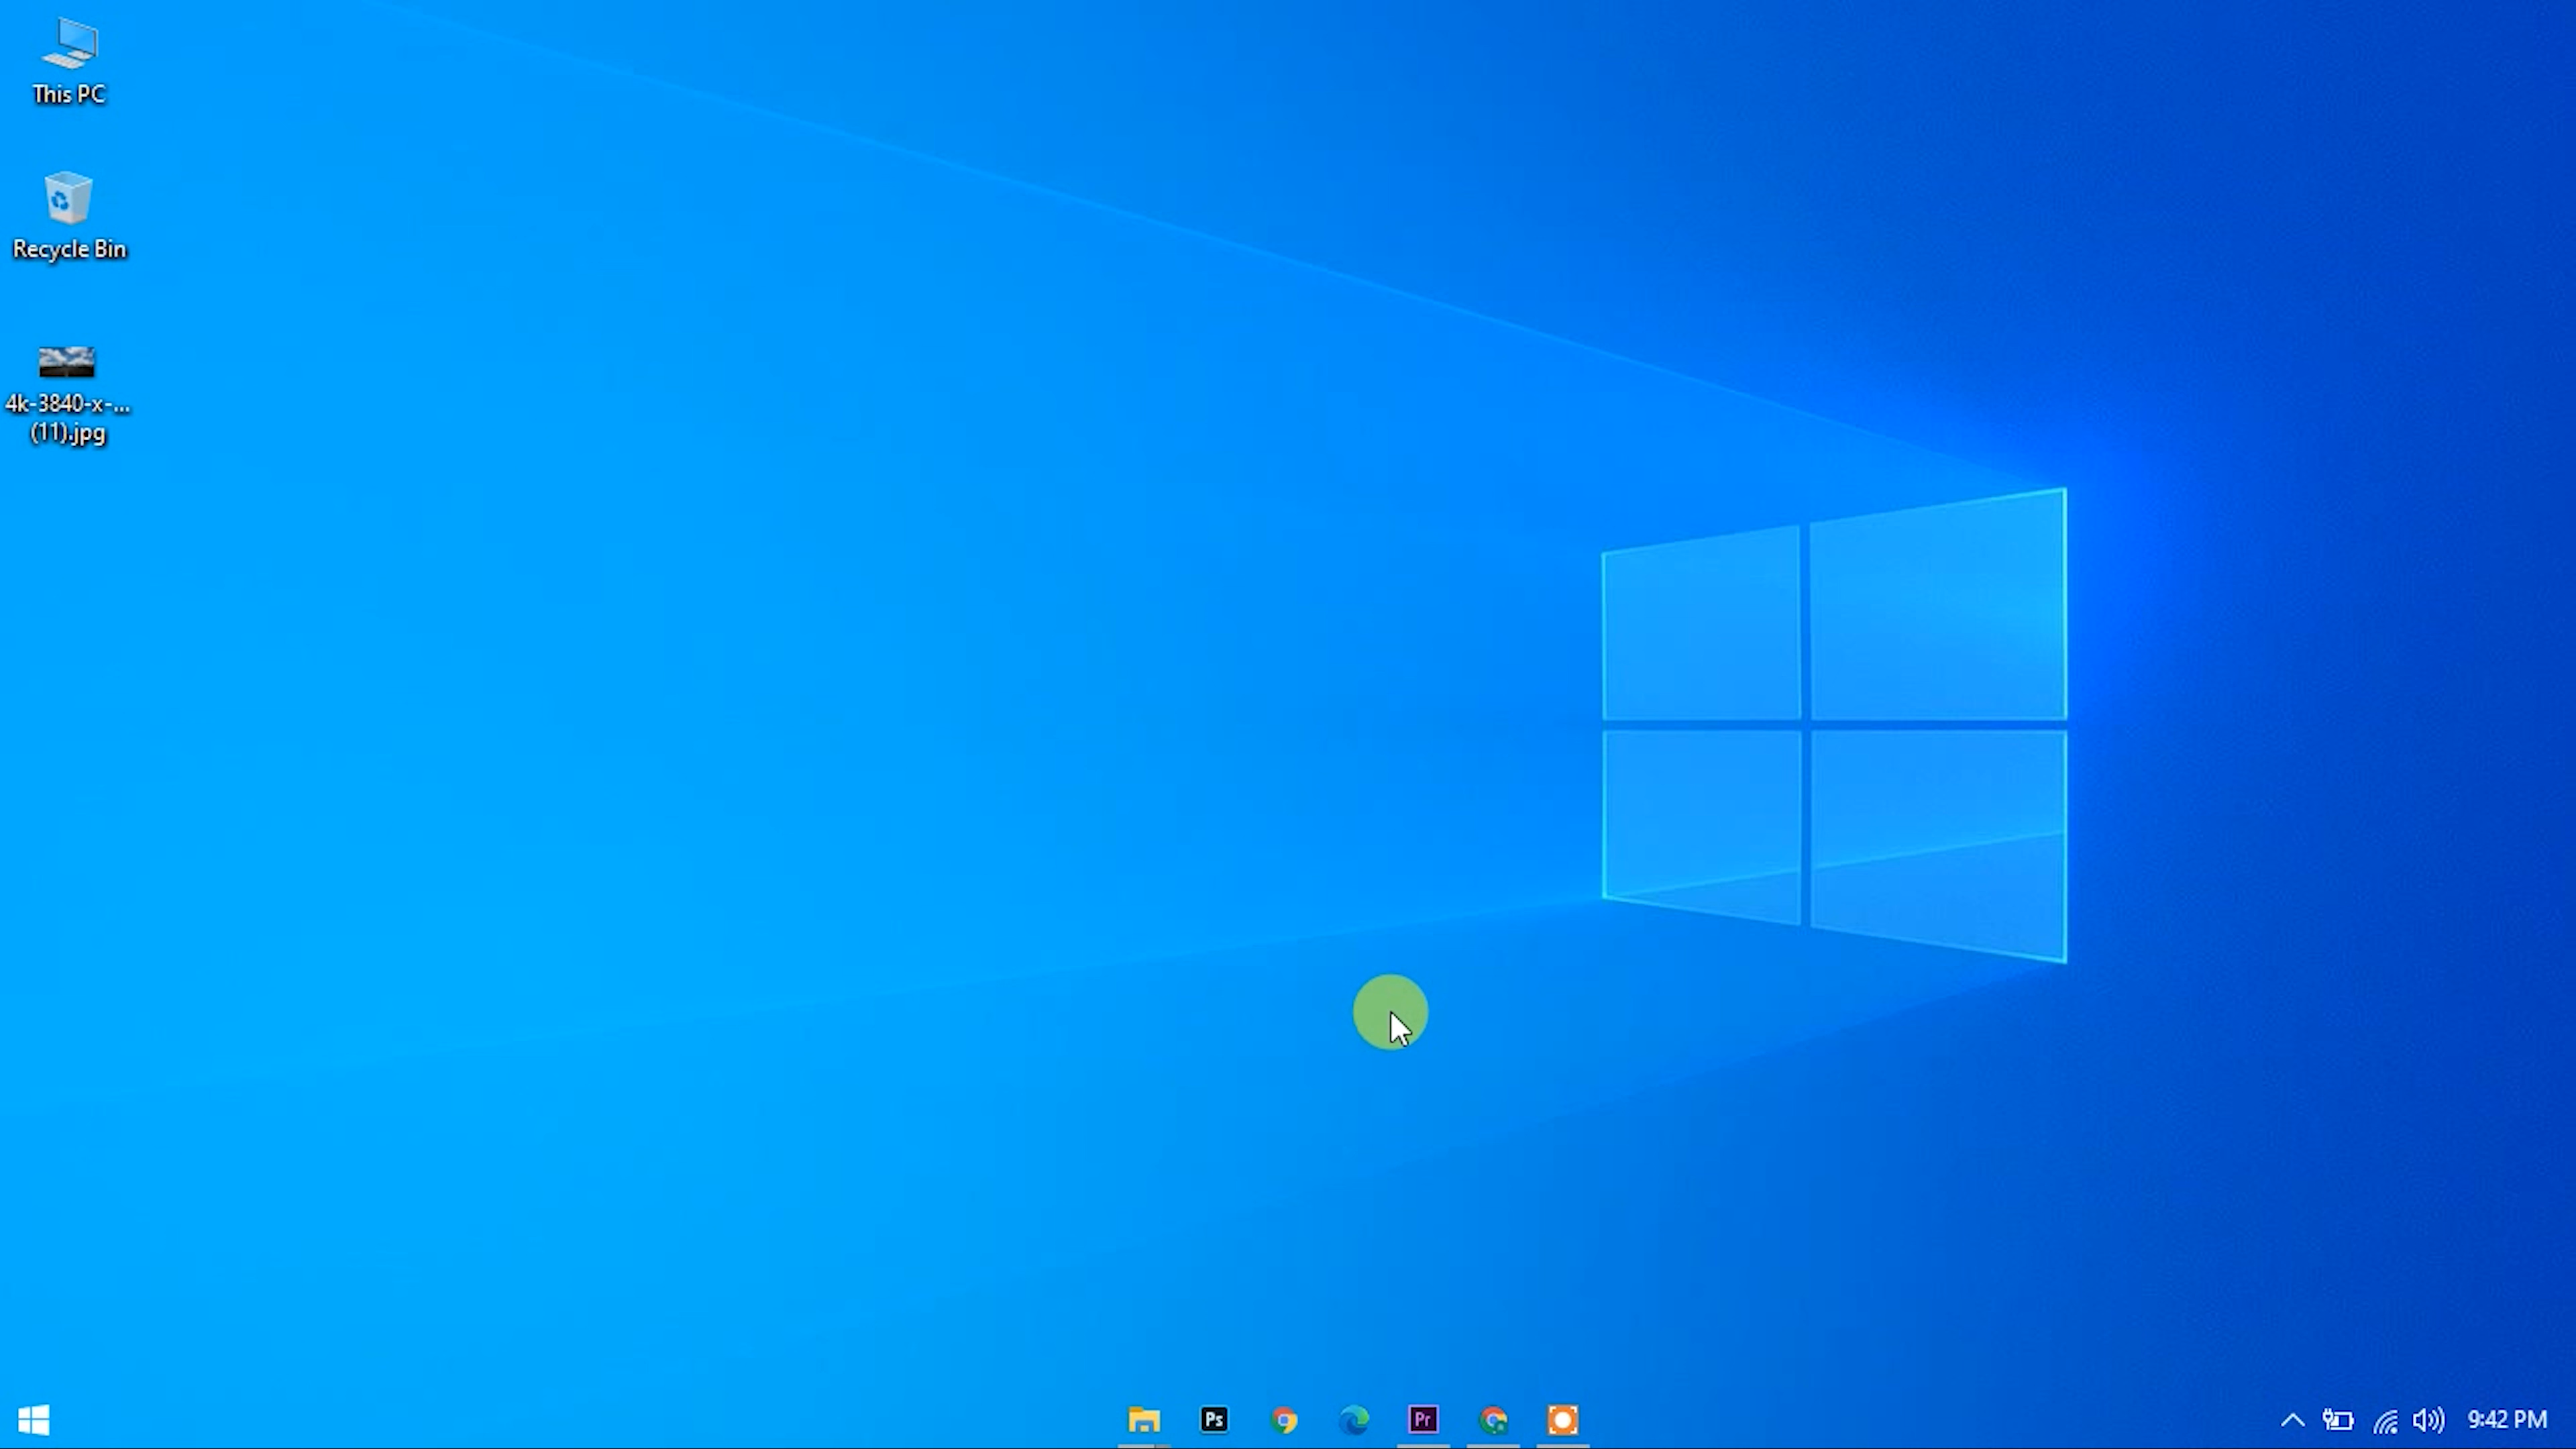 This PC
Recycle Bin
4k-3840-x-...
(11).jpg
Ps
Pr
9:42 PM